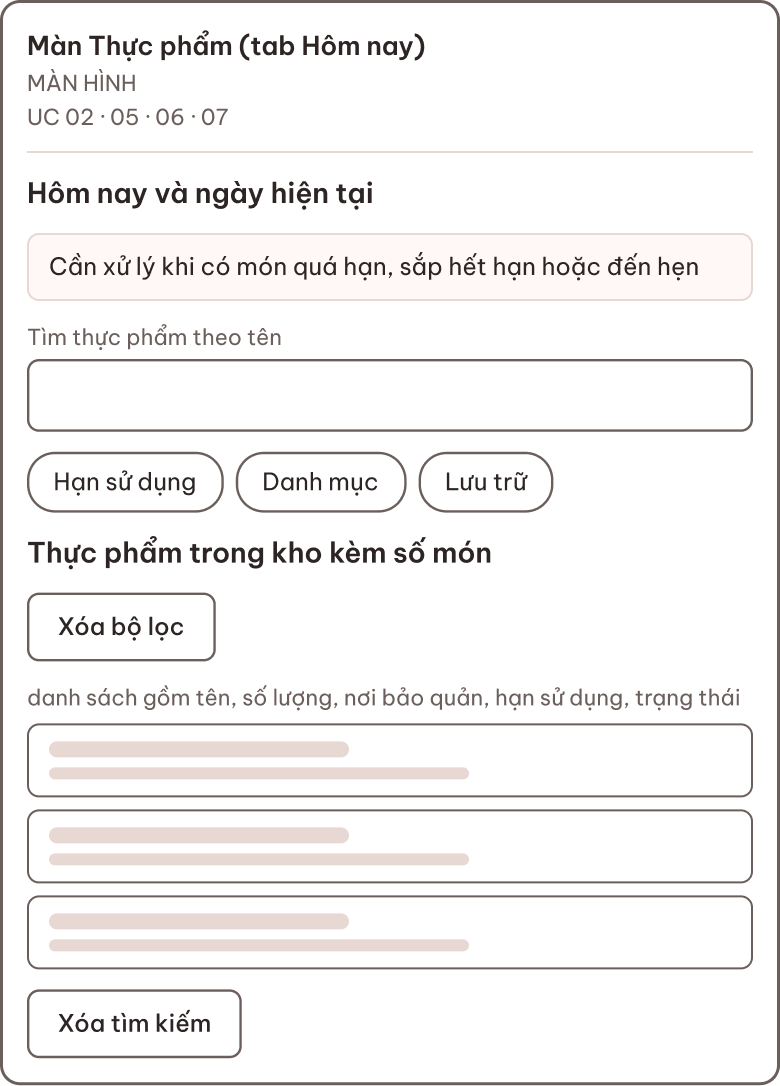 Màn Thực phẩm (tab Hôm nay)
MÀN HÌNH
UC 02 · 05 · 06 · 07
Hôm nay và ngày hiện tại
Cần xử lý khi có món quá hạn, sắp hết hạn hoặc đến hẹn
Tìm thực phẩm theo tên
Hạn sử dụng
Danh mục
Lưu trữ
Thực phẩm trong kho kèm số món
Xóa bộ lọc
danh sách gồm tên, số lượng, nơi bảo quản, hạn sử dụng, trạng thái
Xóa tìm kiếm